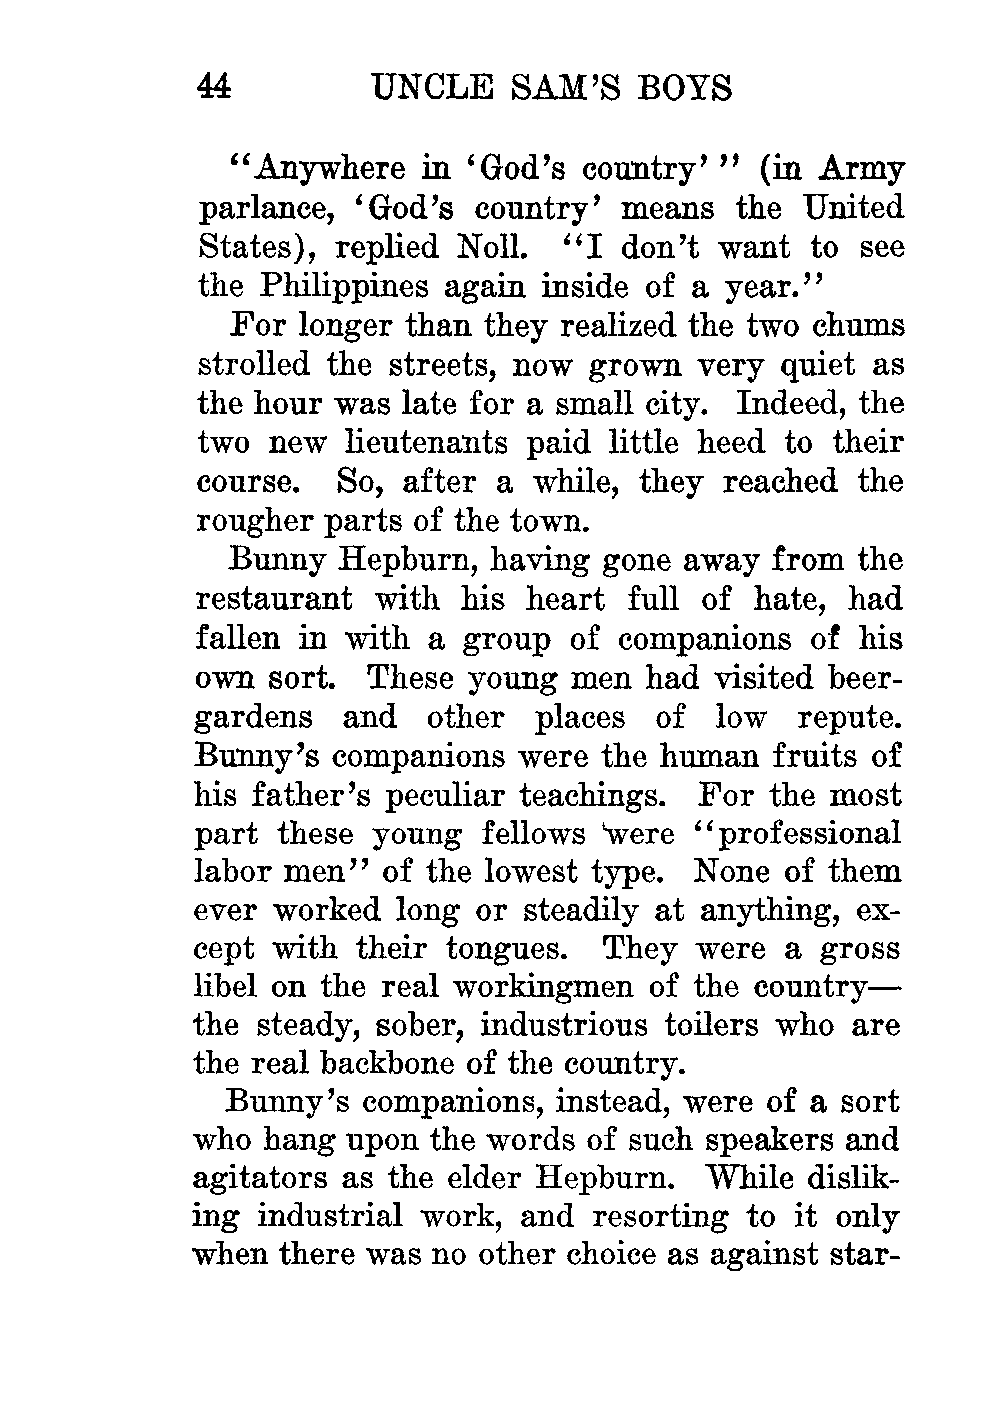 44 UNCLE SAM'S BOYS
"Anywhere in 'God's country' " (in Army
parlance, 'God's country' means the United
States), replied Noll. "I don't want to see
the Philippines again inside of a year."
For longer than they realized the two chums
strolled the streets, now grown very quiet as
the hour was late for a small city. Indeed, the
two new lieutenants paid little heed to their
course. So, after a while, they reached the
rougher parts of the town.
Bunny Hepburn, having gone away from the
restaurant with his heart full of hate, had
fallen in with a group of companions of his
own sort. These young men had visited beer-
gardens and other places of low repute.
Bunny's companions were the human fruits of
his father's peculiar teachings. For the most
part these young fellows were "professional
labor men" of the lowest type. None of them
ever worked long or steadily at anything, ex-
cept with their tongues. They were a gross
libel on the real workingmen of the country—
the steady, sober, industrious toilers who are
the real backbone of the country.
Bunny's companions, instead, were of a sort
who hang upon the words of such speakers and
agitators as the elder Hepburn. While dislik-
ing industrial work, and resorting to it only
when there was no other choice as against star-